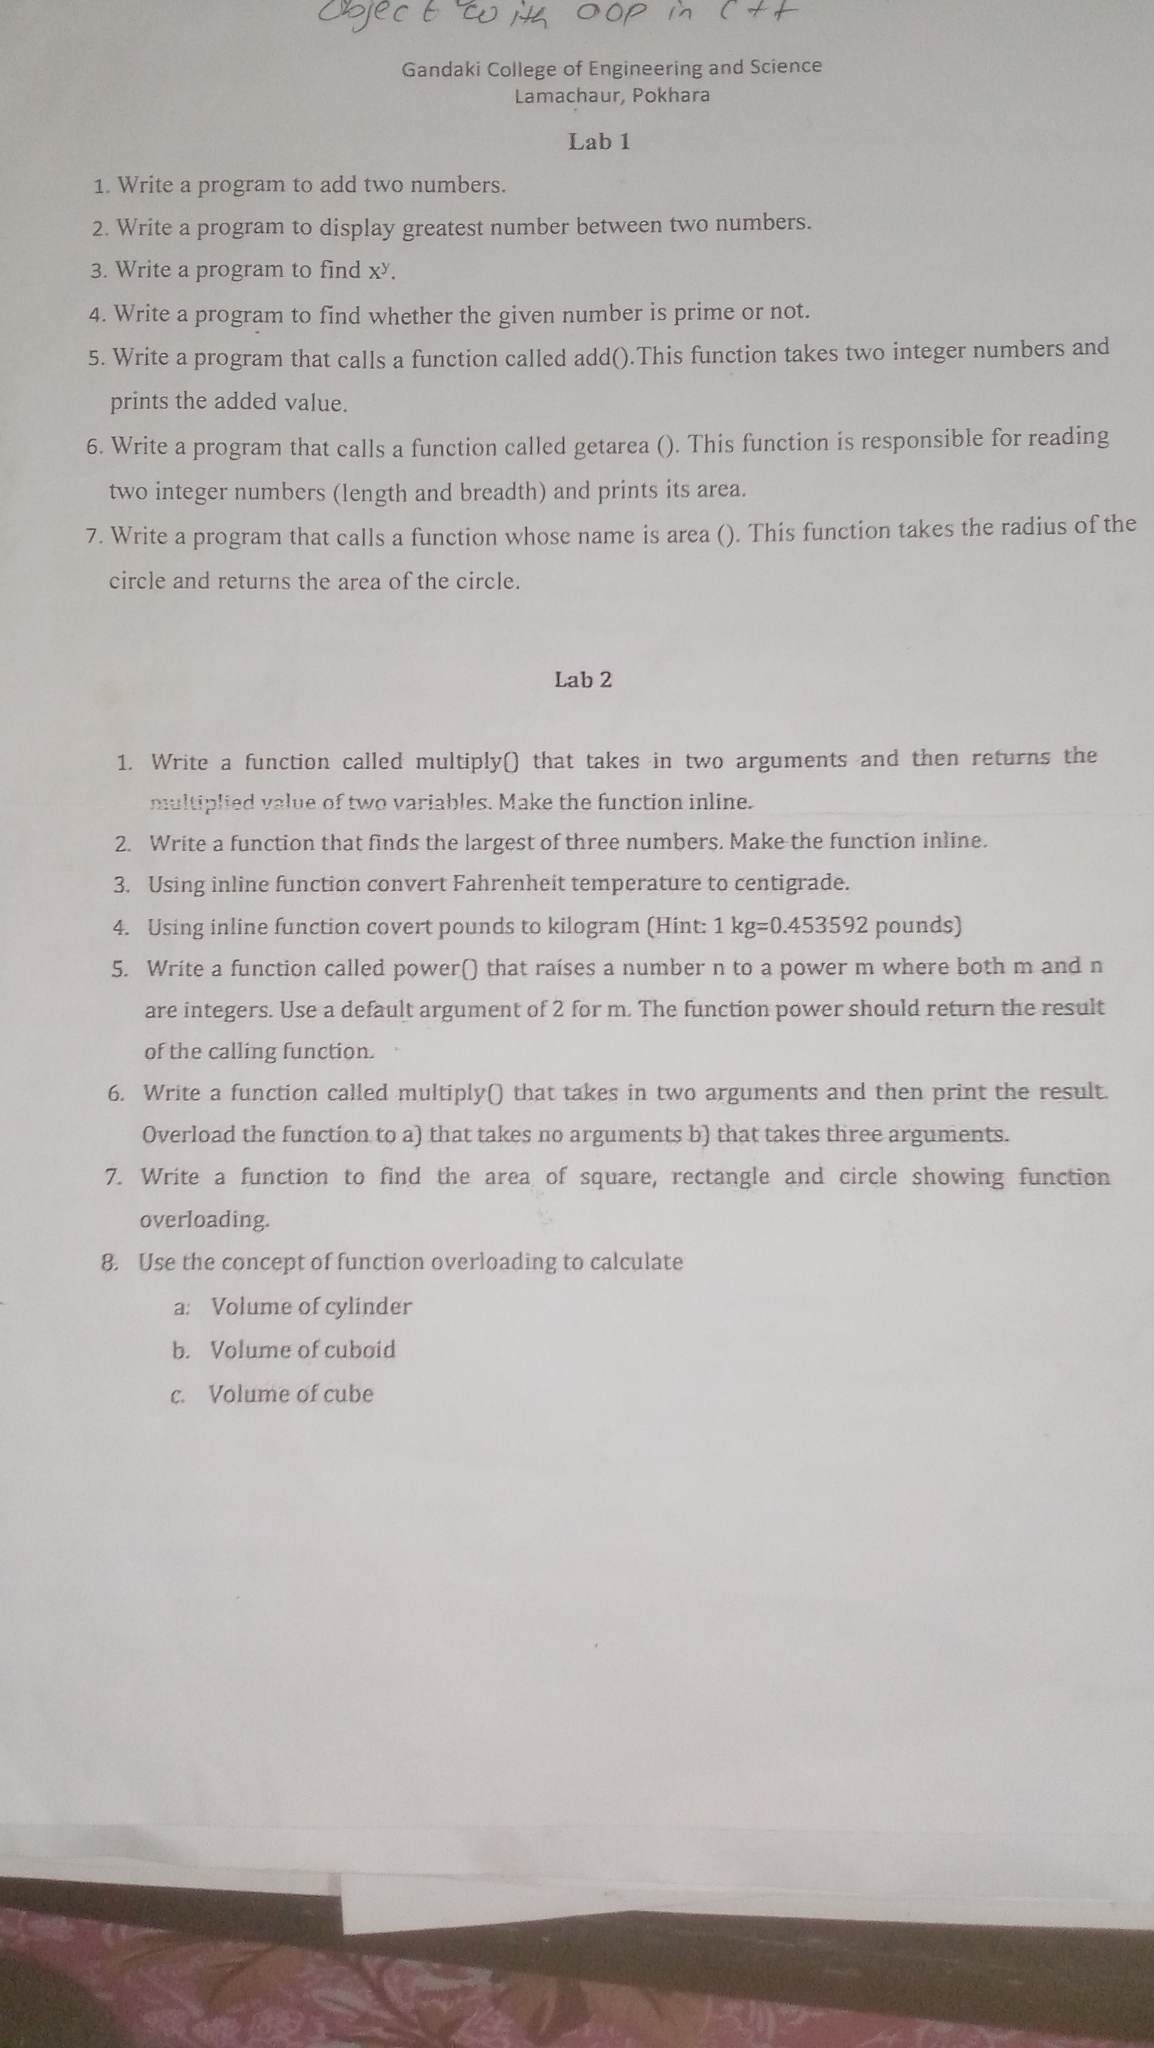 Object with OOP in C++
Gandaki College of Engineering and Science
Lamachaur, Pokhara
Lab 1
1. Write a program to add two numbers.
2. Write a program to display greatest number between two numbers.
3. Write a program to find xʸ.
4. Write a program to find whether the given number is prime or not.
5. Write a program that calls a function called add().This function takes two integer numbers and
prints the added value.
6. Write a program that calls a function called getarea (). This function is responsible for reading
two integer numbers (length and breadth) and prints its area.
7. Write a program that calls a function whose name is area (). This function takes the radius of the
circle and returns the area of the circle.
Lab 2
1. Write a function called multiply() that takes in two arguments and then returns the
multiplied value of two variables. Make the function inline.
2. Write a function that finds the largest of three numbers. Make the function inline.
3. Using inline function convert Fahrenheit temperature to centigrade.
4. Using inline function covert pounds to kilogram (Hint: 1 kg=0.453592 pounds)
5. Write a function called power() that raises a number n to a power m where both m and n
are integers. Use a default argument of 2 for m. The function power should return the result
of the calling function.
6. Write a function called multiply() that takes in two arguments and then print the result.
Overload the function to a) that takes no arguments b) that takes three arguments.
7. Write a function to find the area of square, rectangle and circle showing function
overloading.
8. Use the concept of function overloading to calculate
a. Volume of cylinder
b. Volume of cuboid
c. Volume of cube